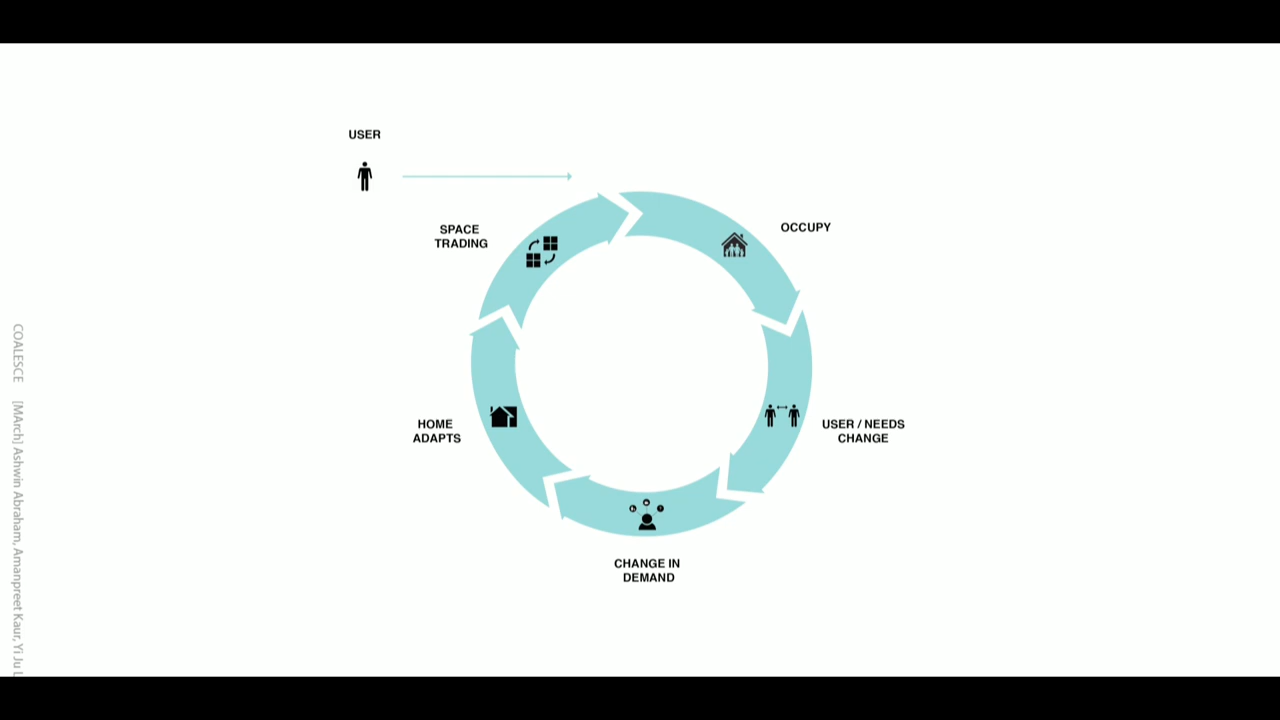 USER
SPACE
TRADING
OCCUPY
HOME
ADAPTS
USER / NEEDS
CHANGE
CHANGE IN
DEMAND
COALESCE [MArch] Ashwin Abraham, Amanpreet Kaur, Yi Ju